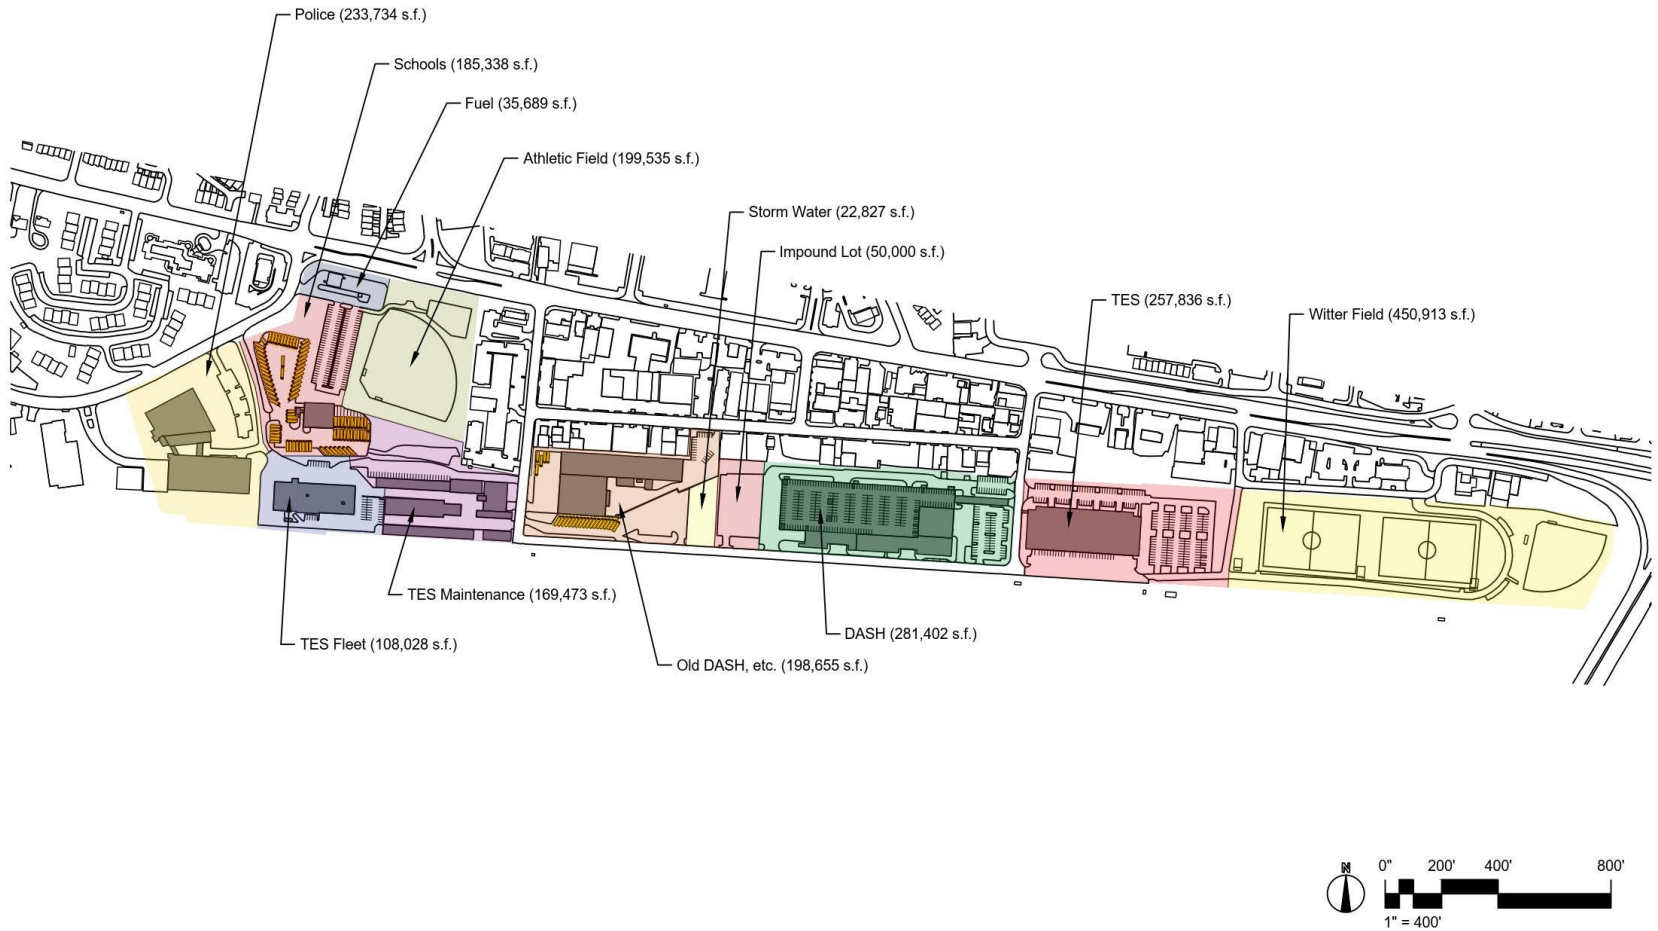 Police (233,734 s.f.)
Schools (185,338 s.f.)
Fuel (35,689 s.f.)
Athletic Field (199,535 s.f.)
Storm Water (22,827 s.f.)
Impound Lot (50,000 s.f.)
TES (257,836 s.f.)
Witter Field (450,913 s.f.)
TES Maintenance (169,473 s.f.)
DASH (281,402 s.f.)
TES Fleet (108,028 s.f.)
Old DASH, etc. (198,655 s.f.)
N
0" 200' 400' 800'
1" = 400'